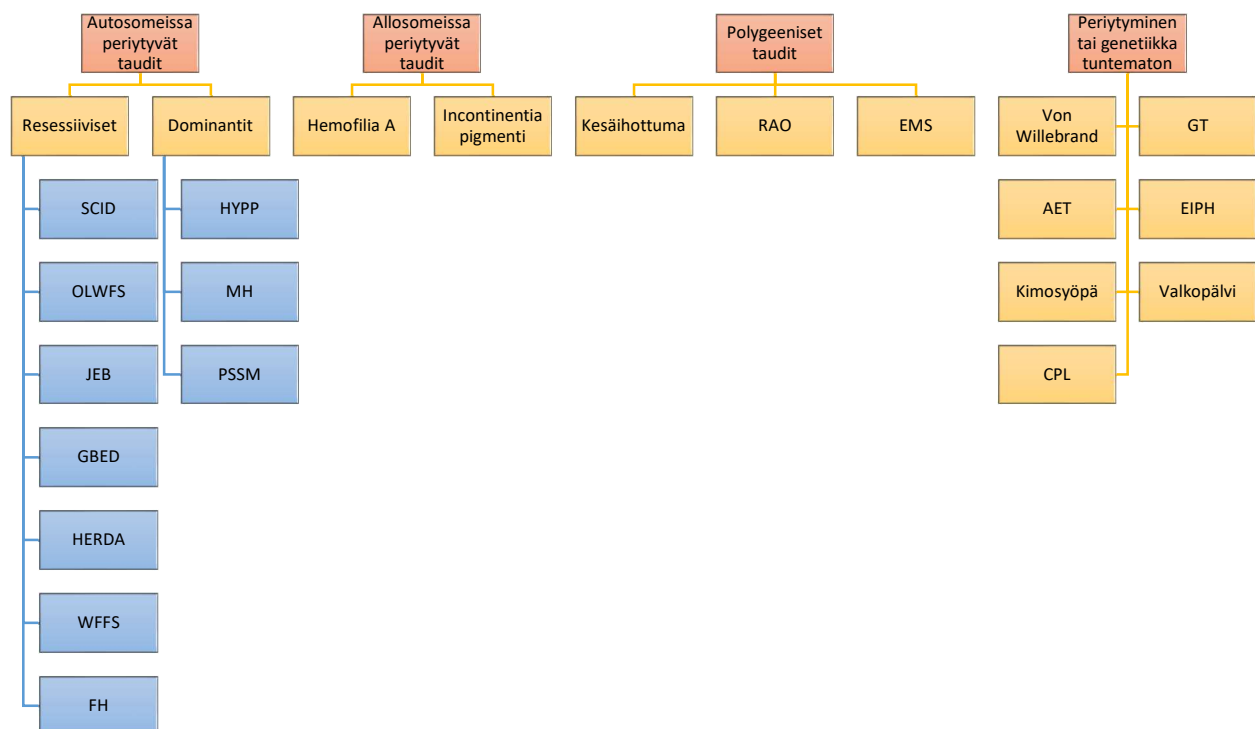 Autosomeissa
periytyvät
taudit
Allosomeissa
periytyvät
taudit
Polygeeniset
taudit
Periytyminen
tai genetiikka
tuntematon
Resessiiviset
Dominantit
Hemofilia A
Incontinentia
pigmenti
Kesäihottuma
RAO
EMS
Von
Willebrand
GT
SCID
HYPP
AET
EIPH
OLWFS
MH
Kimosyöpä
Valkopälvi
JEB
PSSM
CPL
GBED
HERDA
WFFS
FH